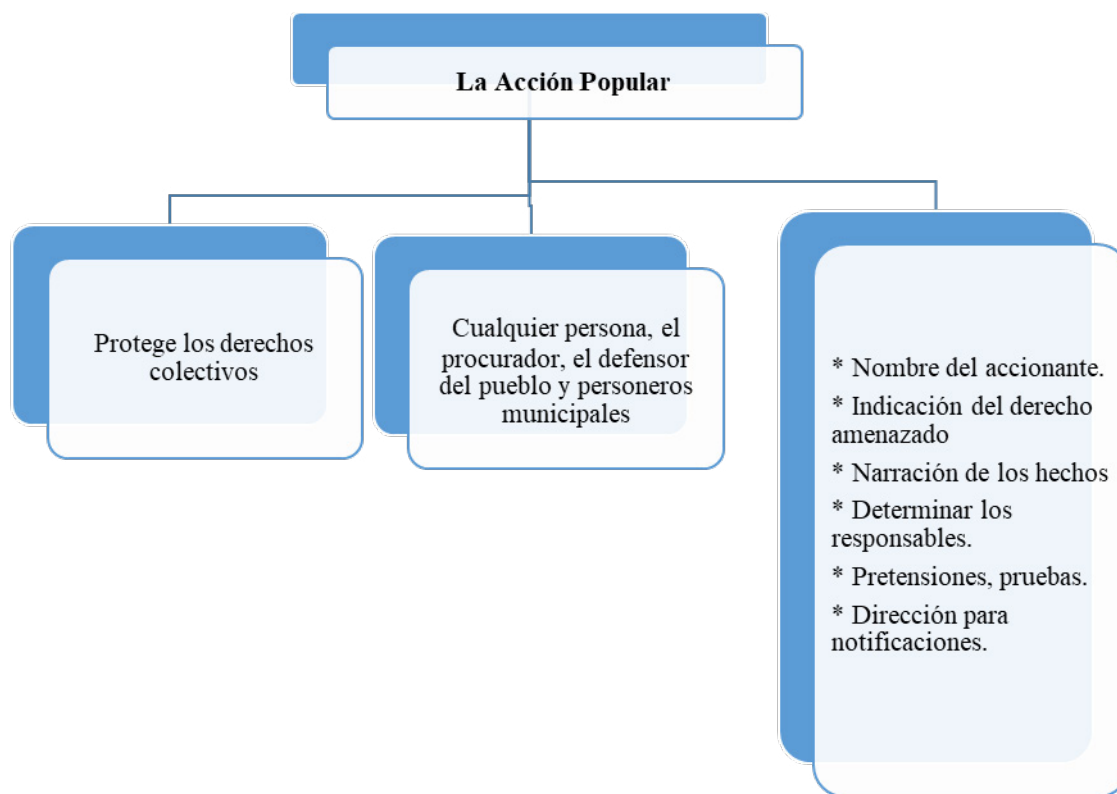 La Acción Popular
Protege los derechos
colectivos
Cualquier persona, el
procurador, el defensor
del pueblo y personeros
municipales
* Nombre del accionante.
* Indicación del derecho
amenazado
* Narración de los hechos
* Determinar los
responsables.
* Pretensiones, pruebas.
* Dirección para
notificaciones.